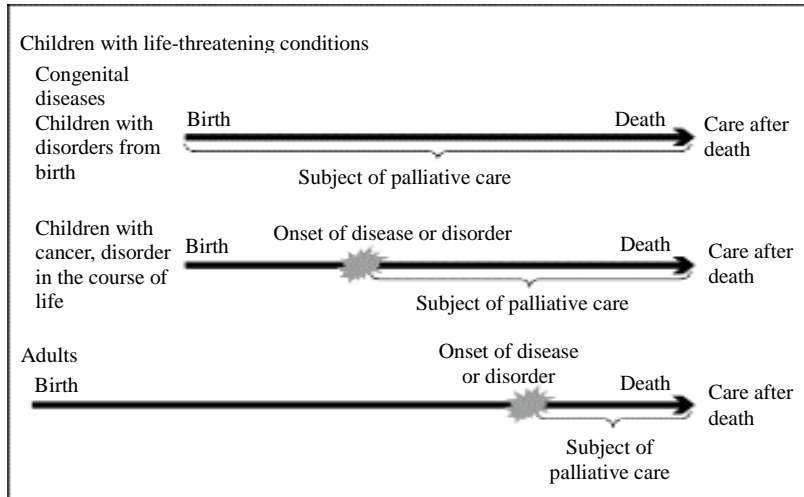 Children with life-threatening conditions
Congenital
diseases
Children with
disorders from
birth
Birth
Death
Care after
death
Subject of palliative care
Children with
cancer, disorder
in the course of
life
Birth
Onset of disease or disorder
Death
Care after
death
Subject of palliative care
Adults
Birth
Onset of disease
or disorder
Death
Care after
death
Subject of
palliative care